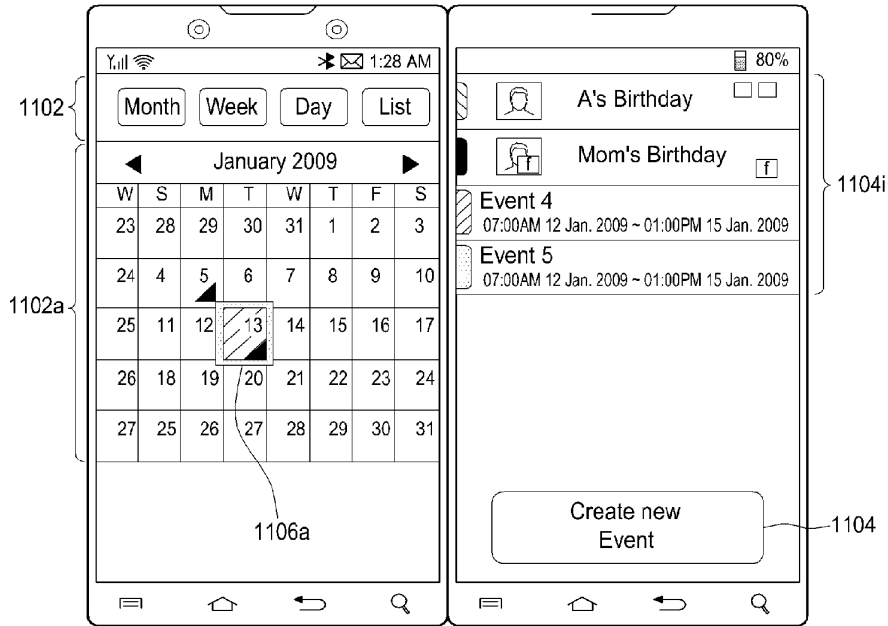 1:28 AM
80%
1102
Month Week Day List
A's Birthday
January 2009
Mom's Birthday
f
f
1104i
W S M T W T F S
Event 4
07:00AM 12 Jan. 2009 ~ 01:00PM 15 Jan. 2009
23 28 29 30 31 1 2 3
Event 5
07:00AM 12 Jan. 2009 ~ 01:00PM 15 Jan. 2009
24 4 5 6 7 8 9 10
1102a
25 11 12 13 14 15 16 17
26 18 19 20 21 22 23 24
27 25 26 27 28 29 30 31
1106a
Create new
Event
1104